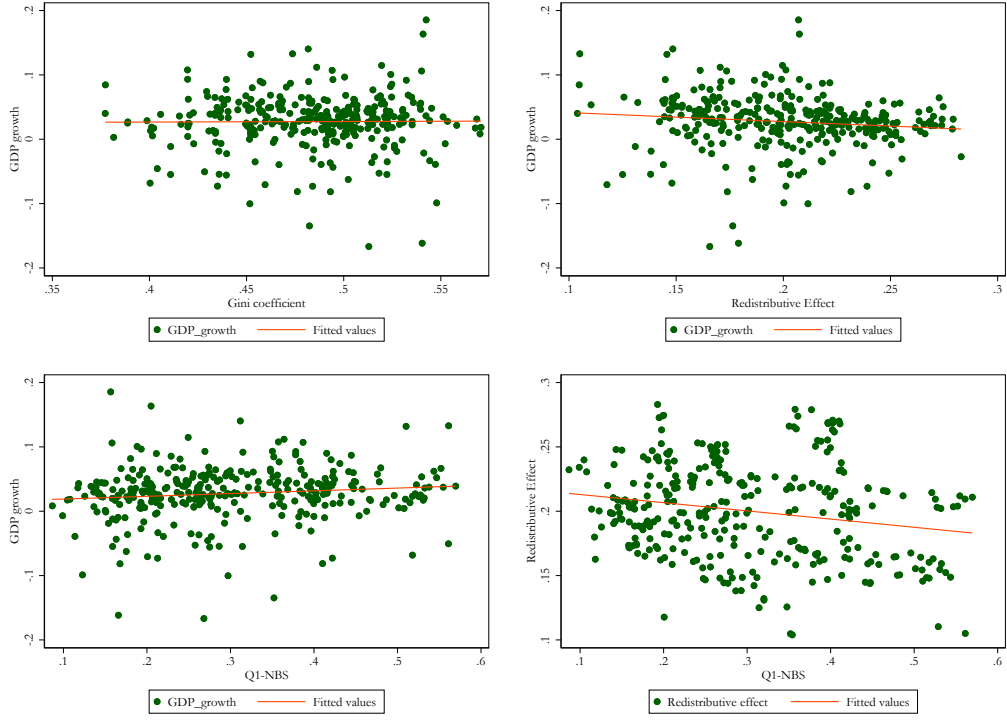 .2
.1
0
-.1
-.2
GDP growth
.35
.4
.45
.5
.55
Gini coefficient
GDP_growth
Fitted values
.2
.1
0
-.1
-.2
GDP growth
.1
.15
.2
.25
.3
Redistributive Effect
GDP_growth
Fitted values
.2
.1
0
-.1
-.2
GDP growth
.1
.2
.3
.4
.5
.6
Q1-NBS
GDP_growth
Fitted values
.3
.25
.2
.15
.1
Redistributive Effect
.1
.2
.3
.4
.5
.6
Q1-NBS
Redistributive effect
Fitted values